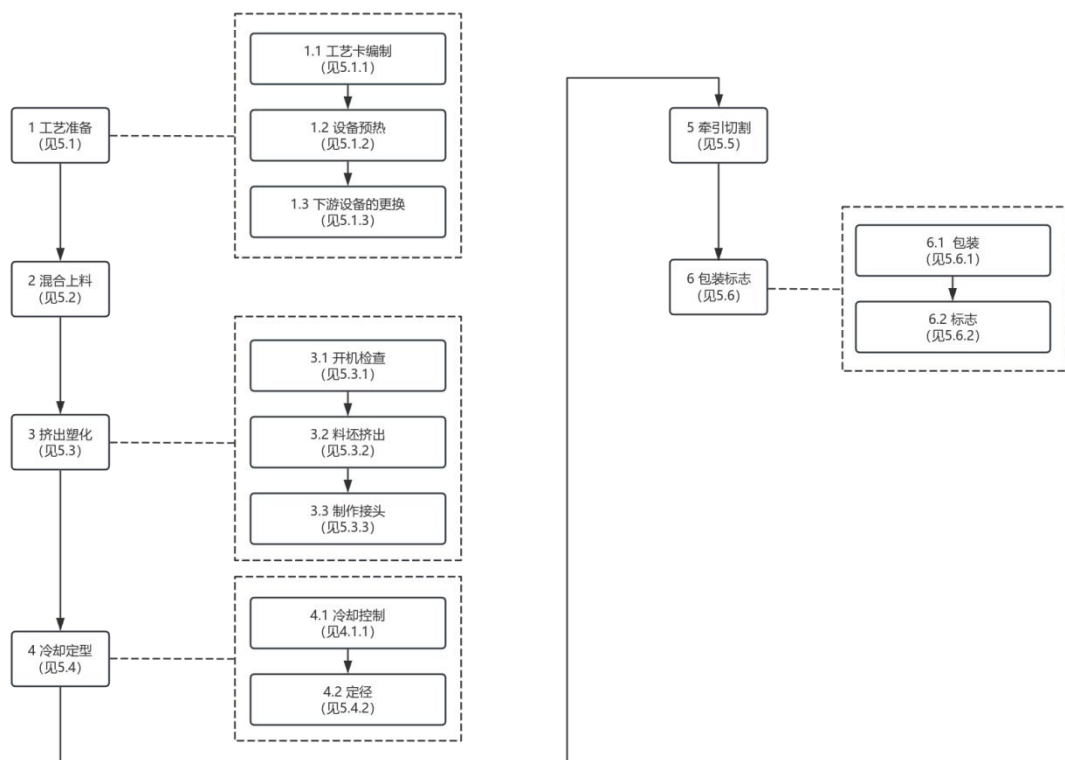 1 工艺准备
(见5.1)
1.1 工艺卡编制
(见5.1.1)
1.2 设备预热
(见5.1.2)
1.3 下游设备的更换
(见5.1.3)
2 混合上料
(见5.2)
3 挤出塑化
(见5.3)
3.1 开机检查
(见5.3.1)
3.2 料坯挤出
(见5.3.2)
3.3 制作接头
(见5.3.3)
4 冷却定型
(见5.4)
4.1 冷却控制
(见4.1.1)
4.2 定径
(见5.4.2)
5 牵引切割
(见5.5)
6 包装标志
(见5.6)
6.1 包装
(见5.6.1)
6.2 标志
(见5.6.2)